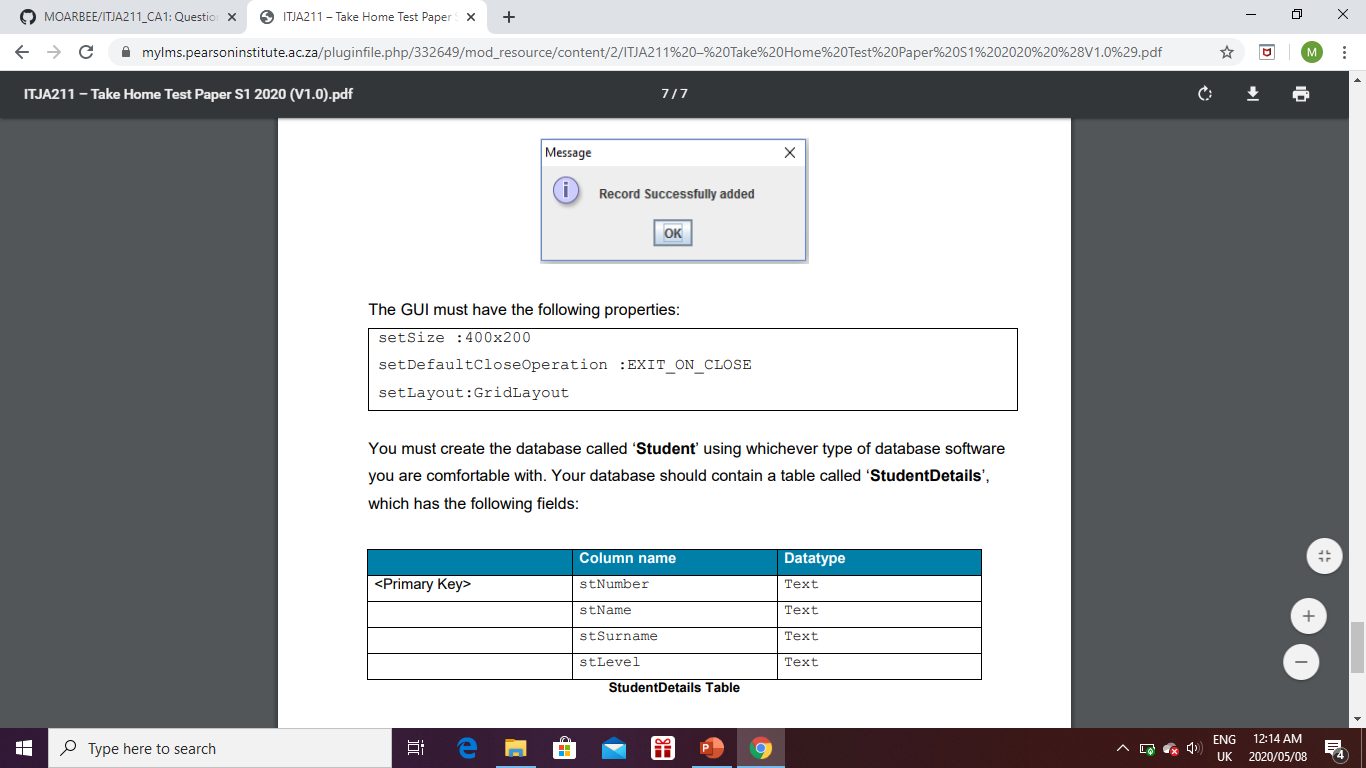 MOARBEE/ITJA211_CA1: Question
ITJA211 – Take Home Test Paper S
mylms.pearsoninstitute.ac.za/pluginfile.php/332649/mod_resource/content/2/ITJA211%20–%20Take%20Home%20Test%20Paper%20S1%202020%20%28V1.0%29.pdf
M
ITJA211 – Take Home Test Paper S1 2020 (V1.0).pdf
7 / 7
Message
Record Successfully added
OK
The GUI must have the following properties:
setSize :400x200
setDefaultCloseOperation :EXIT_ON_CLOSE
setLayout:GridLayout
You must create the database called ‘Student’ using whichever type of database software
you are comfortable with. Your database should contain a table called ‘StudentDetails’,
which has the following fields:
Column name Datatype
<Primary Key> stNumber Text
stName Text
stSurname Text
stLevel Text
StudentDetails Table
Type here to search
ENG
UK
12:14 AM
2020/05/08
4